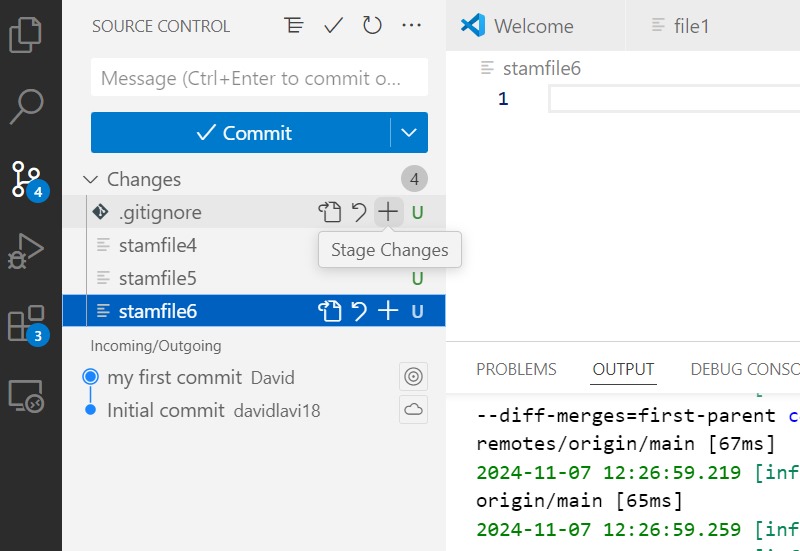 SOURCE CONTROL
Message (Ctrl+Enter to commit o...
Commit
Changes 4
.gitignore U
Stage Changes
stamfile4
stamfile5 U
stamfile6 U
Incoming/Outgoing
my first commit David
Initial commit davidlavi18
4
3
Welcome
file1
stamfile6
1
PROBLEMS OUTPUT DEBUG CONSO
--diff-merges=first-parent c
remotes/origin/main [67ms]
2024-11-07 12:26:59.219 [inf
origin/main [65ms]
2024-11-07 12:26:59.259 [inf